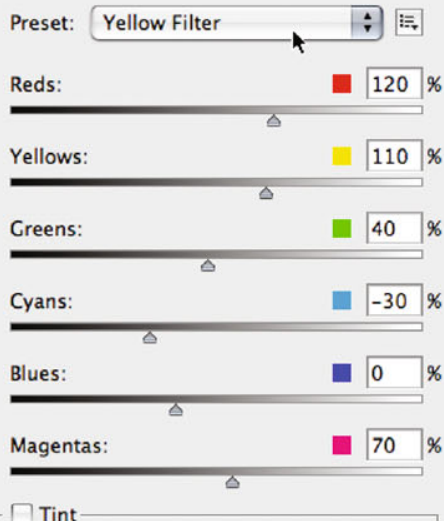 Preset: Yellow Filter
Reds: 120 %
Yellows: 110 %
Greens: 40 %
Cyans: -30 %
Blues: 0 %
Magentas: 70 %
Tint